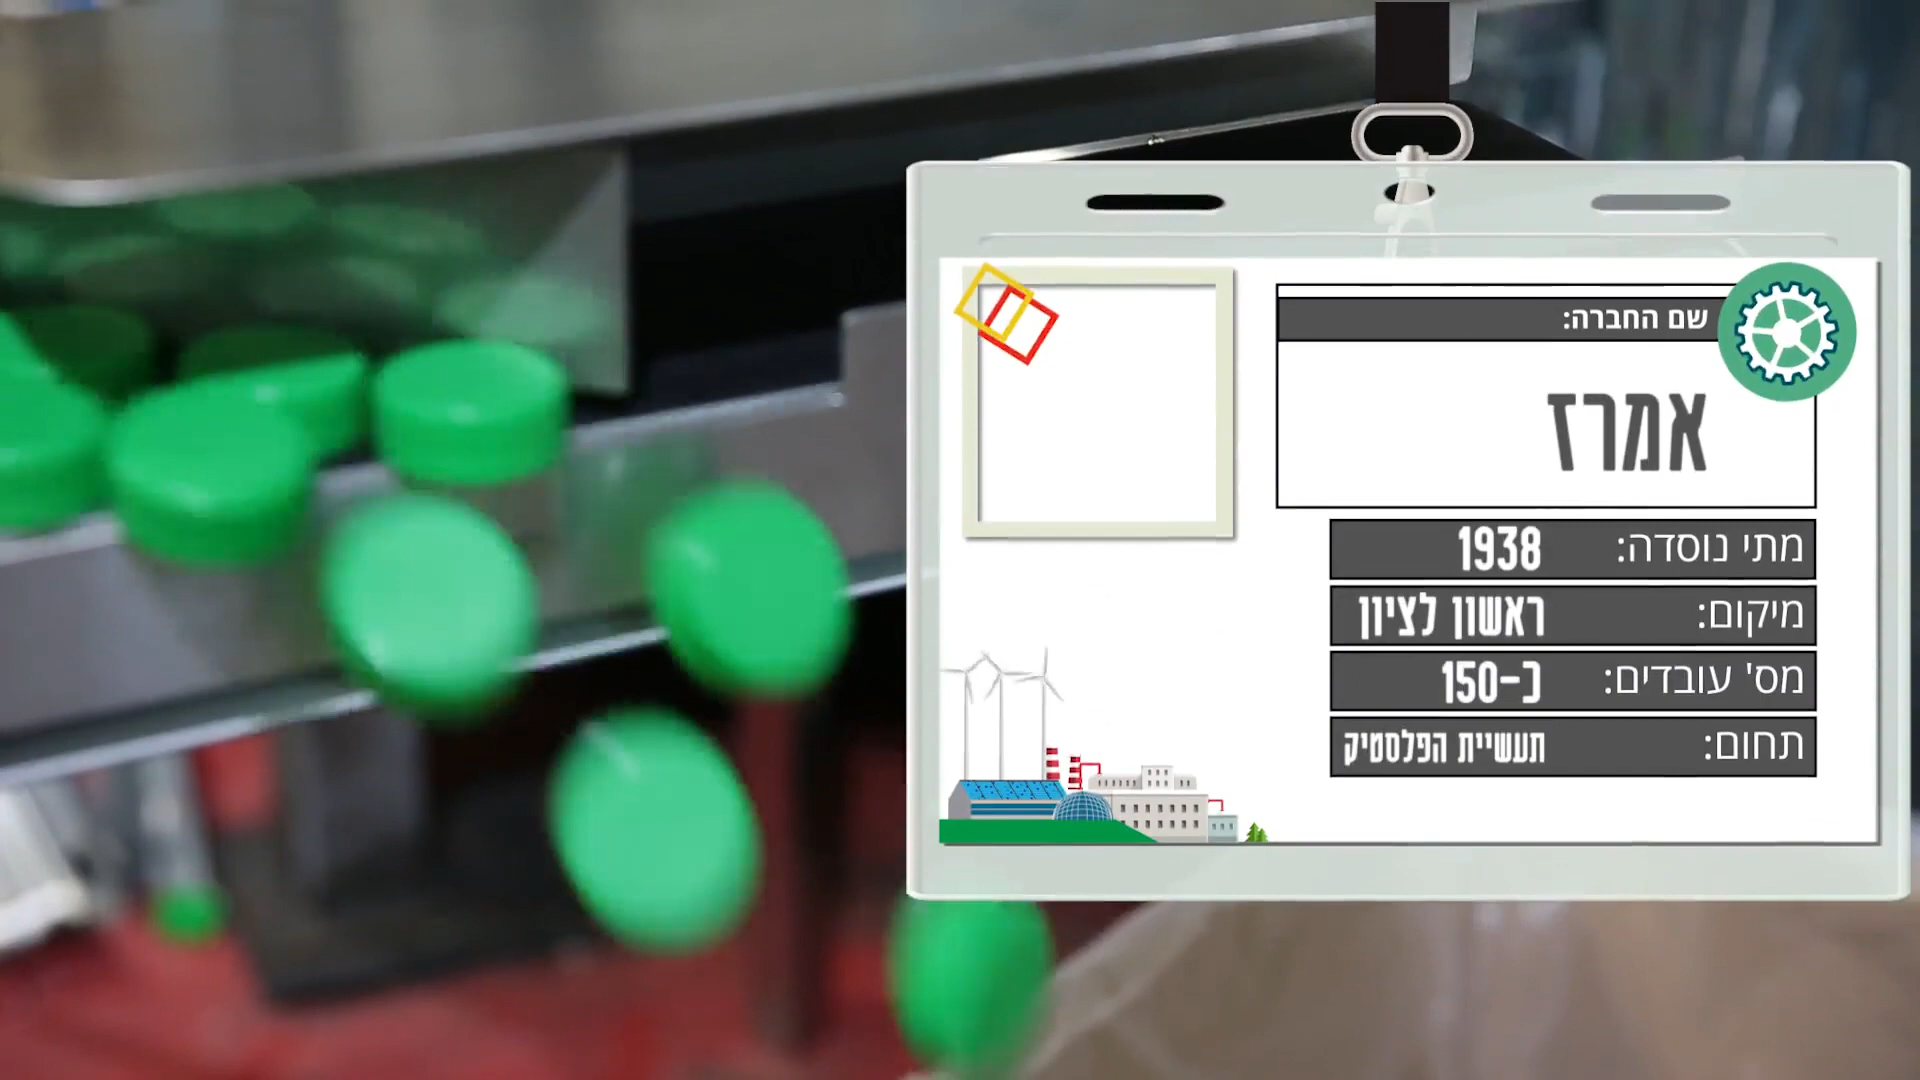 שם החברה:
אמרז
מתי נוסדה: 1938
מיקום: ראשון לציון
מס' עובדים: כ-150
תחום: תעשיית הפלסטיק